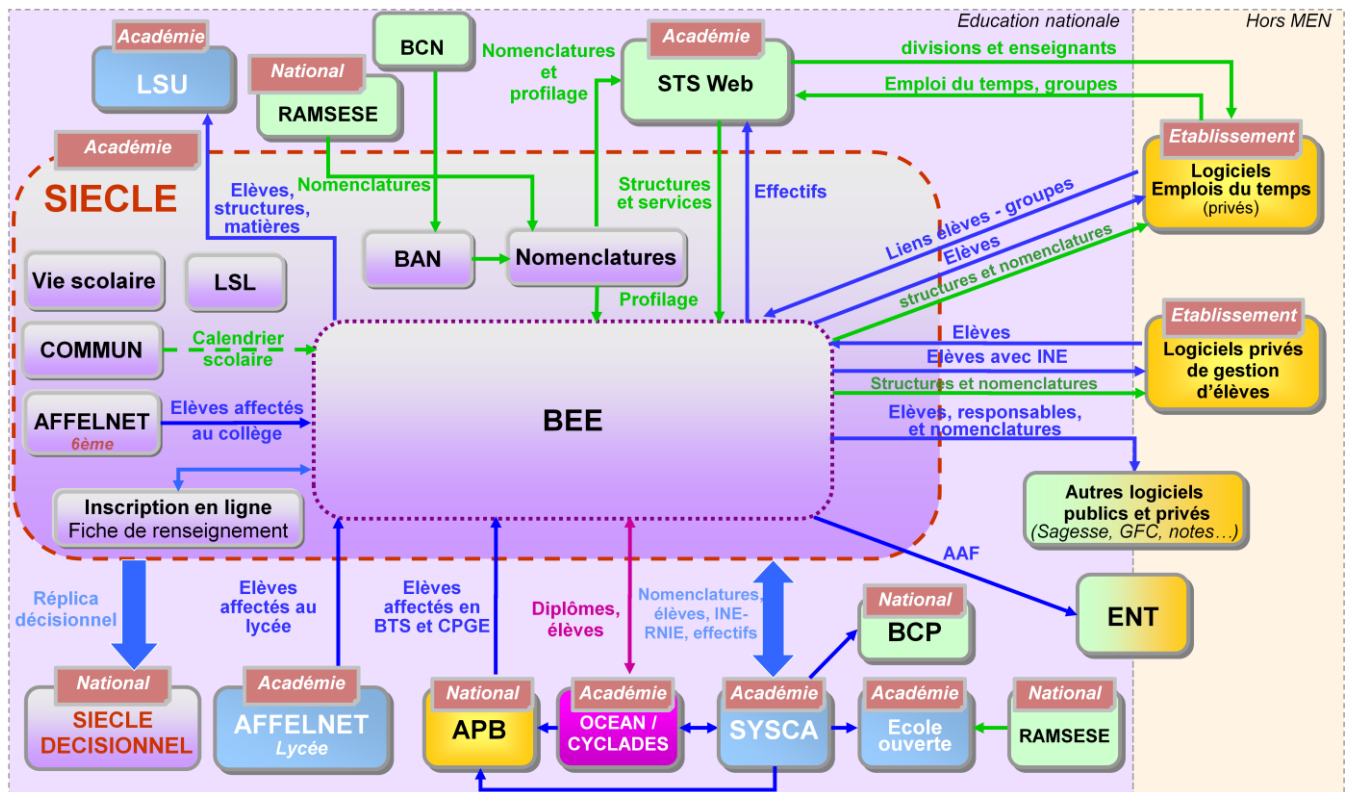 Education nationale
Hors MEN
Académie
LSU
National
RAMSESE
BCN
Nomenclatures
et
profilage
Académie
STS Web
divisions et enseignants
Emploi du temps, groupes
Etablissement
Logiciels
Emplois du temps
(privés)
Académie
SIECLE
Elèves,
structures,
matières
Nomenclatures
Structures
et services
Effectifs
Liens élèves - groupes
Elèves
structures et nomenclatures
BAN
Nomenclatures
Profilage
Vie scolaire
LSL
COMMUN
Calendrier
scolaire
AFFELNET
6ème
Elèves affectés
au collège
BEE
Inscription en ligne
Fiche de renseignement
Elèves
Elèves avec INE
Structures et nomenclatures
Elèves, responsables,
et nomenclatures
Etablissement
Logiciels privés
de gestion
d'élèves
Autres logiciels
publics et privés
(Sagesse, GFC, notes…)
AAF
ENT
Réplica
décisionnel
Elèves
affectés au
lycée
Elèves
affectés en
BTS et CPGE
Diplômes,
élèves
Nomenclatures,
élèves, INE-
RNIE, effectifs
National
BCP
National
SIECLE
DECISIONNEL
Académie
AFFELNET
Lycée
National
APB
Académie
OCEAN /
CYCLADES
Académie
SYSCA
Académie
Ecole
ouverte
National
RAMSESE